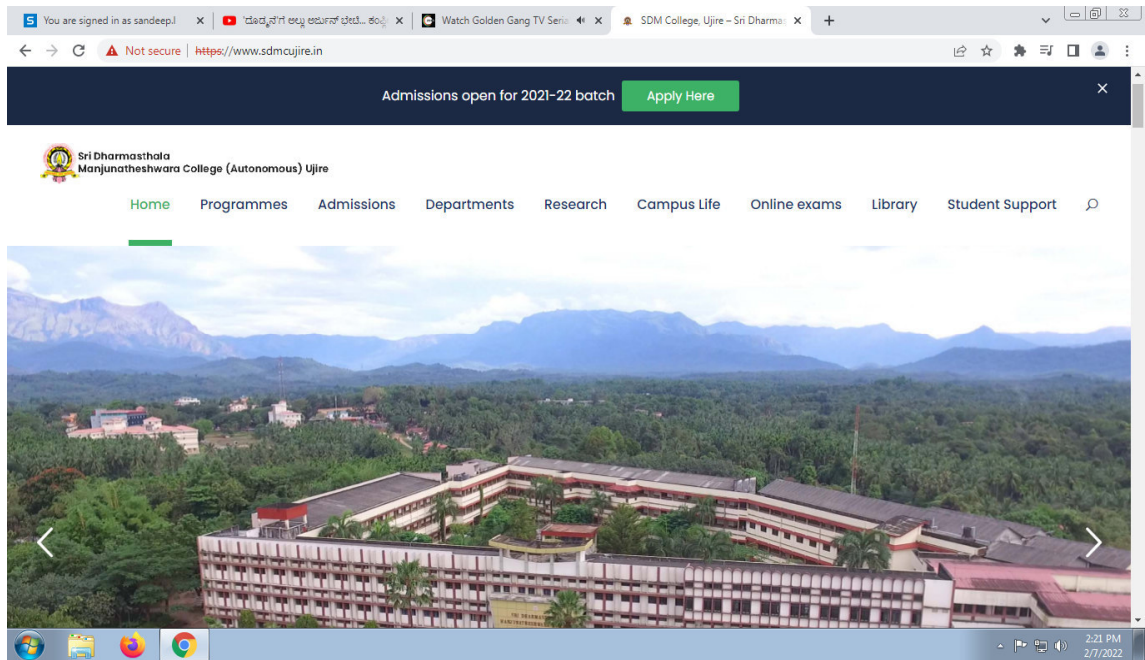 You are signed in as sandeep.l
'ದೊಡ್ಮನೆ'ಗೆ ಅಲ್ಲು ಅರ್ಜುನ್ ಭೇಟಿ...
Watch Golden Gang TV Seria
SDM College, Ujire – Sri Dharma
Not secure https://www.sdmcujire.in
Admissions open for 2021-22 batch Apply Here
Sri Dharmasthala
Manjunatheshwara College (Autonomous) Ujire
Home Programmes Admissions Departments Research Campus Life Online exams Library Student Support
2:21 PM
2/7/2022